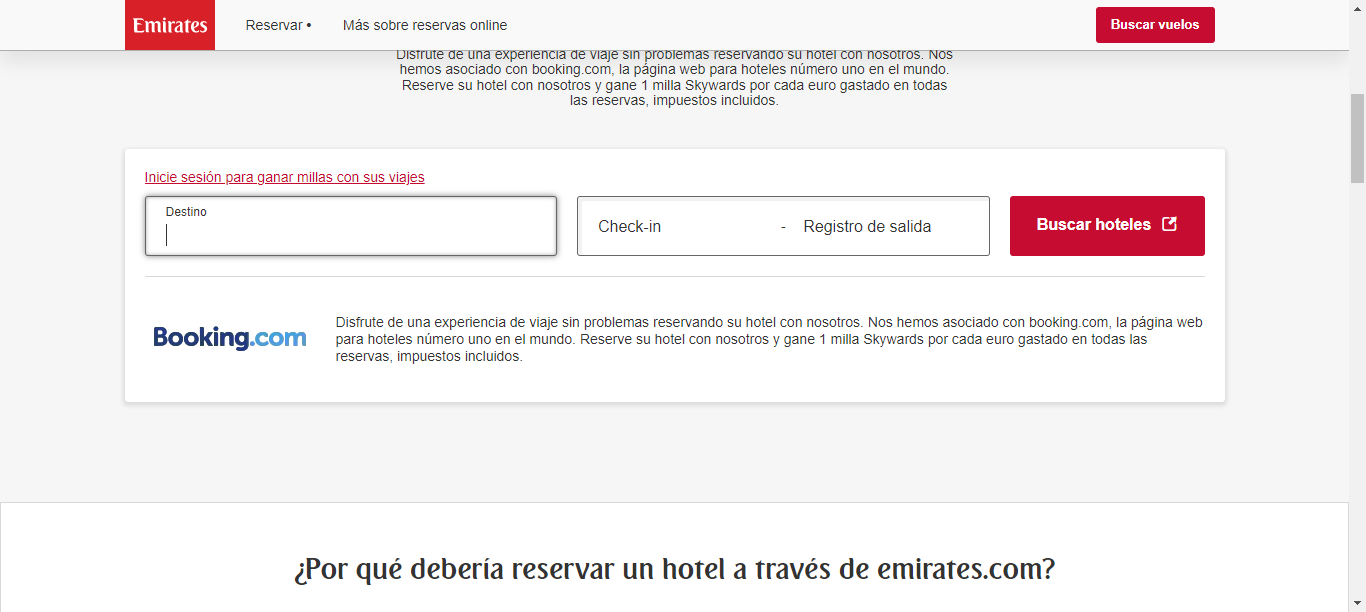 Emirates
Reservar •
Más sobre reservas online
Buscar vuelos
Disfrute de una experiencia de viaje sin problemas reservando su hotel con nosotros. Nos
hemos asociado con booking.com, la página web para hoteles número uno en el mundo.
Reserve su hotel con nosotros y gane 1 milla Skywards por cada euro gastado en todas
las reservas, impuestos incluidos.
Inicie sesión para ganar millas con sus viajes
Destino
Check-in - Registro de salida
Buscar hoteles
Booking.com
Disfrute de una experiencia de viaje sin problemas reservando su hotel con nosotros. Nos hemos asociado con booking.com, la página web
para hoteles número uno en el mundo. Reserve su hotel con nosotros y gane 1 milla Skywards por cada euro gastado en todas las
reservas, impuestos incluidos.
¿Por qué debería reservar un hotel a través de emirates.com?